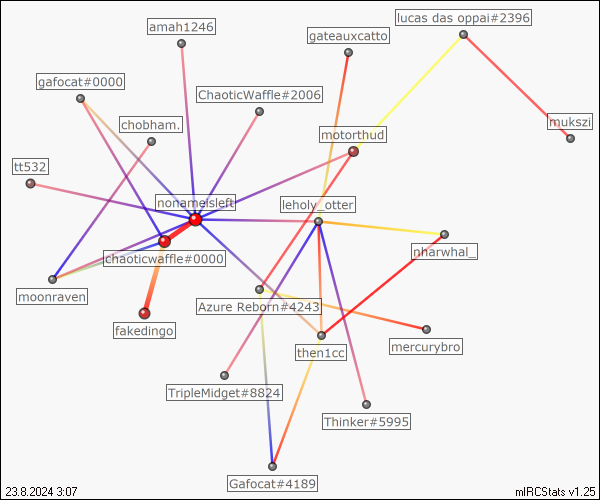 lucas das oppai#2396
amah1246
gateauxcatto
gafocat#0000
ChaoticWaffle#2006
chobham.
mukszi
motorthud
tt532
nonameisleft
leholy_otter
nharwhal_
chaoticwaffle#0000
moonraven
Azure Reborn#4243
fakedingo
then1cc
mercurybro
TripleMidget#8824
Thinker#5995
Gafocat#4189
23.8.2024 3:07
mIRCStats v1.25